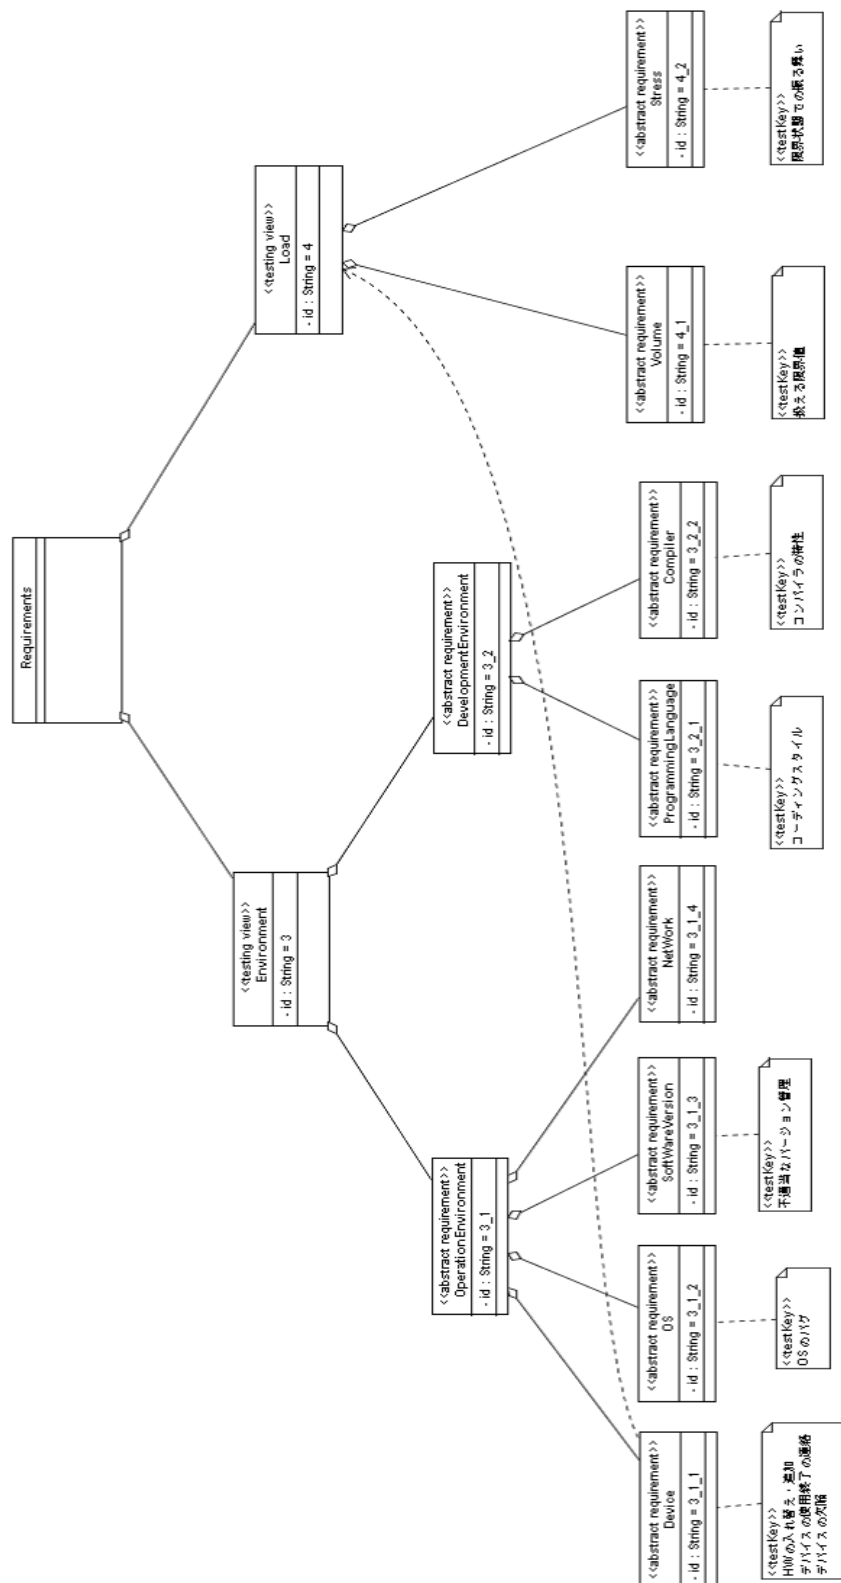 Requirements
<<testing view>>
Environment
- id : String = 3
<<testing view>>
Load
- id : String = 4
<<abstract requirement>>
OperationEnvironment
- id : String = 3_1
<<abstract requirement>>
DevelopmentEnvironment
- id : String = 3_2
<<abstract requirement>>
Device
- id : String = 3_1_1
<<abstract requirement>>
OS
- id : String = 3_1_2
<<abstract requirement>>
SoftWareVersion
- id : String = 3_1_3
<<abstract requirement>>
NetWork
- id : String = 3_1_4
<<abstract requirement>>
ProgrammingLanguage
- id : String = 3_2_1
<<abstract requirement>>
Compiler
- id : String = 3_2_2
<<abstract requirement>>
Volume
- id : String = 4_1
<<abstract requirement>>
Stress
- id : String = 4_2
<<testKey>>
HWの入れ替え・追加
デバイスの使用終了の連絡
デバイスの欠陥
<<testKey>>
OSのバグ
<<testKey>>
不適当なバージョン管理
<<testKey>>
コーディングスタイル
<<testKey>>
コンパイラの特性
<<testKey>>
扱える限界値
<<testKey>>
限界状態での振る舞い